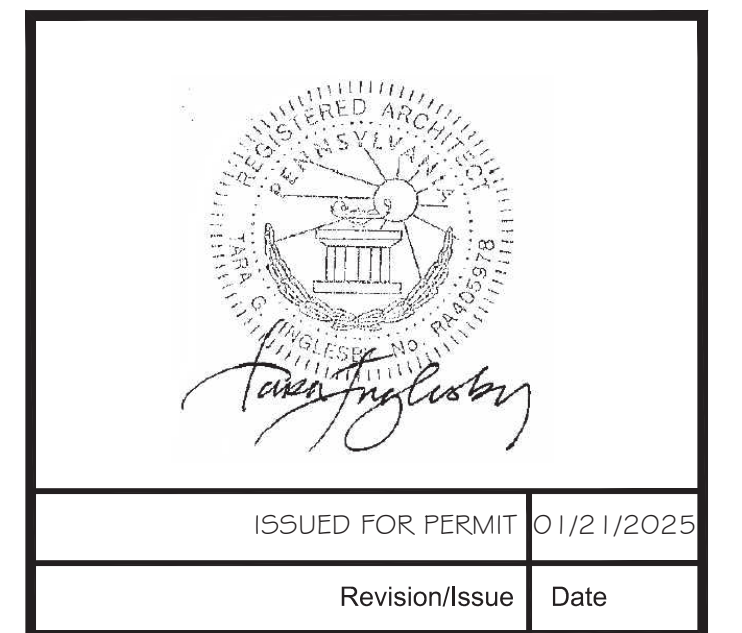 REGISTERED ARCHITECT
PENNSYLVANIA
TARA G. INGLESBY No. RA405978
Tara Inglesby
ISSUED FOR PERMIT 01/21/2025
Revision/Issue Date